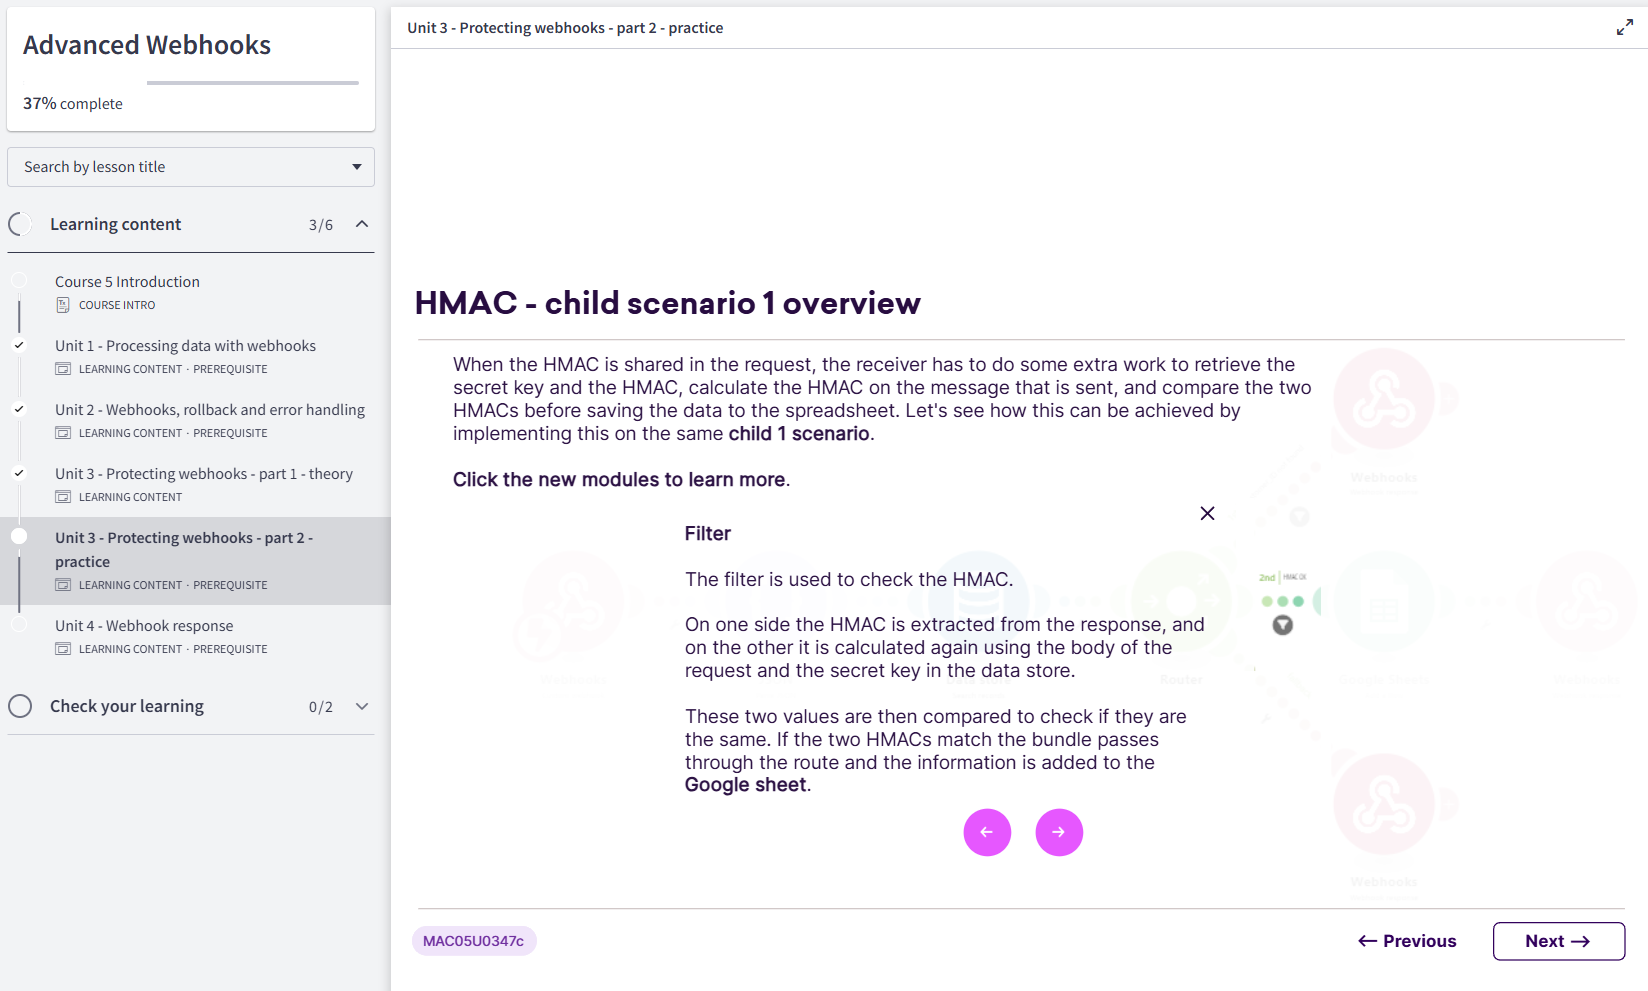 Advanced Webhooks
37% complete
Search by lesson title
Learning content 3/6
Course 5 Introduction
COURSE INTRO
Unit 1 - Processing data with webhooks
LEARNING CONTENT · PREREQUISITE
Unit 2 - Webhooks, rollback and error handling
LEARNING CONTENT · PREREQUISITE
Unit 3 - Protecting webhooks - part 1 - theory
LEARNING CONTENT
Unit 3 - Protecting webhooks - part 2 -
practice
LEARNING CONTENT · PREREQUISITE
Unit 4 - Webhook response
LEARNING CONTENT · PREREQUISITE
Check your learning 0/2
Unit 3 - Protecting webhooks - part 2 - practice
HMAC - child scenario 1 overview
When the HMAC is shared in the request, the receiver has to do some extra work to retrieve the
secret key and the HMAC, calculate the HMAC on the message that is sent, and compare the two
HMACs before saving the data to the spreadsheet. Let's see how this can be achieved by
implementing this on the same child 1 scenario.
Click the new modules to learn more.
Filter
The filter is used to check the HMAC.
On one side the HMAC is extracted from the response, and
on the other it is calculated again using the body of the
request and the secret key in the data store.
These two values are then compared to check if they are
the same. If the two HMACs match the bundle passes
through the route and the information is added to the
Google sheet.
Webhooks
2nd HMAC OK
Webhooks
Router
Webhooks
MAC05U0347c
← Previous
Next →